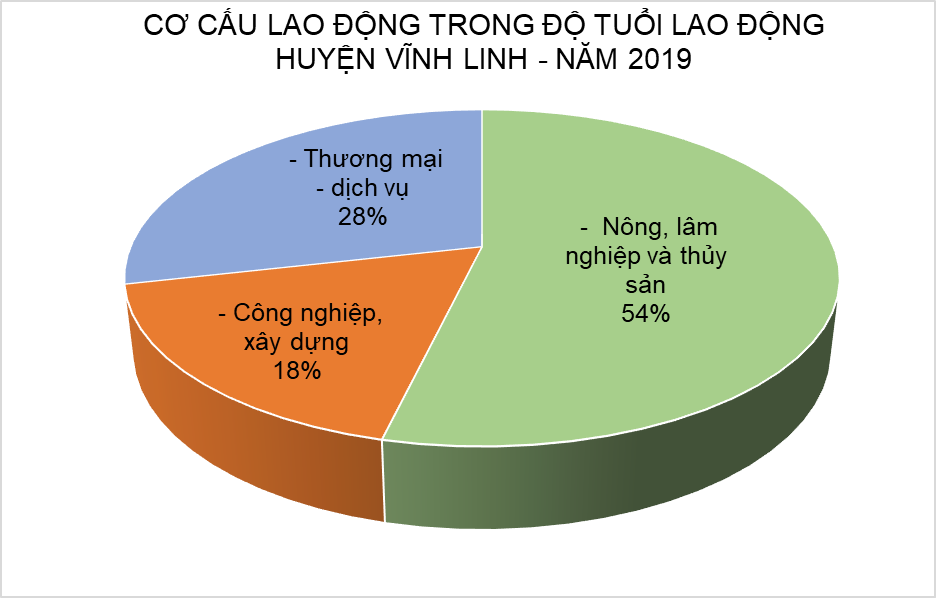 CƠ CẤU LAO ĐỘNG TRONG ĐỘ TUỔI LAO ĐỘNG
HUYỆN VĨNH LINH - NĂM 2019
- Thương mại
- dịch vụ
28%
- Nông, lâm
nghiệp và thủy
sản
54%
- Công nghiệp,
xây dựng
18%